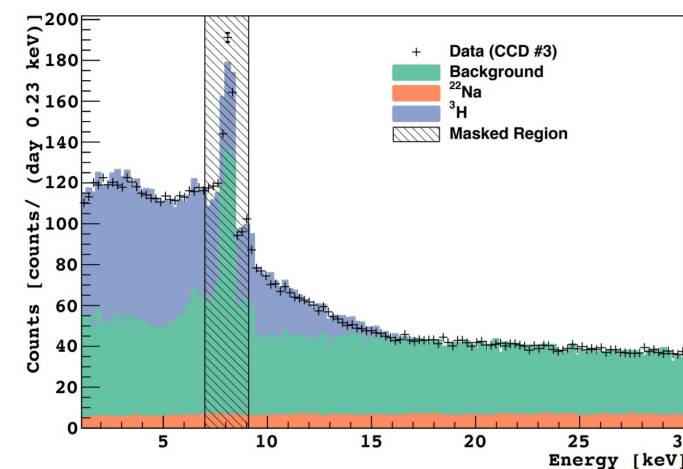 Counts [counts/ (day 0.23 keV)]
200
180
160
140
120
100
80
60
40
20
0
Data (CCD #3)
Background
²²Na
³H
Masked Region
5
10
15
20
25
3
Energy [keV]